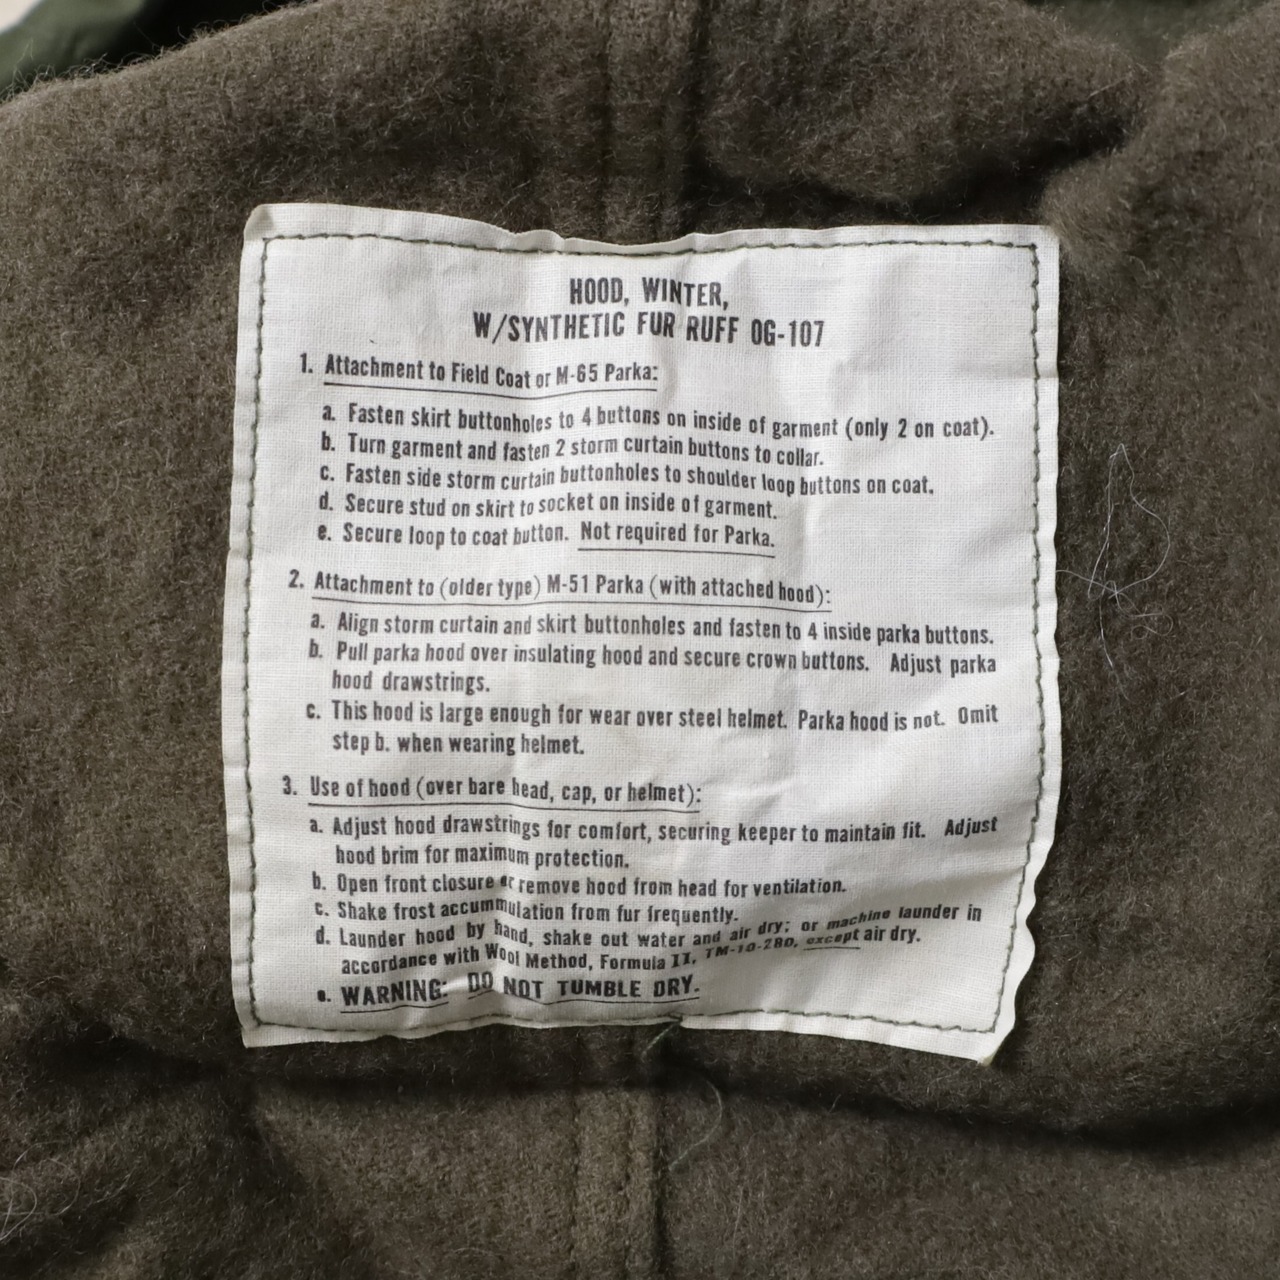 HOOD, WINTER,
W/SYNTHETIC FUR RUFF OG-107
1. Attachment to Field Coat or M-65 Parka:
a. Fasten skirt buttonholes to 4 buttons on inside of garment (only 2 on coat).
b. Turn garment and fasten 2 storm curtain buttons to collar.
c. Fasten side storm curtain buttonholes to shoulder loop buttons on coat.
d. Secure stud on skirt to socket on inside of garment.
e. Secure loop to coat button. Not required for Parka.
2. Attachment to (older type) M-51 Parka (with attached hood):
a. Align storm curtain and skirt buttonholes and fasten to 4 inside parka buttons.
b. Pull parka hood over insulating hood and secure crown buttons. Adjust parka
hood drawstrings.
c. This hood is large enough for wear over steel helmet. Parka hood is not. Omit
step b. when wearing helmet.
3. Use of hood (over bare head, cap, or helmet):
a. Adjust hood drawstrings for comfort, securing keeper to maintain fit. Adjust
hood brim for maximum protection.
b. Open front closure or remove hood from head for ventilation.
c. Shake frost accummulation from fur frequently.
d. Launder hood by hand, shake out water and air dry; or machine launder in
accordance with Wool Method, Formula II, TM-10-280, except air dry.
e. WARNING: DO NOT TUMBLE DRY.